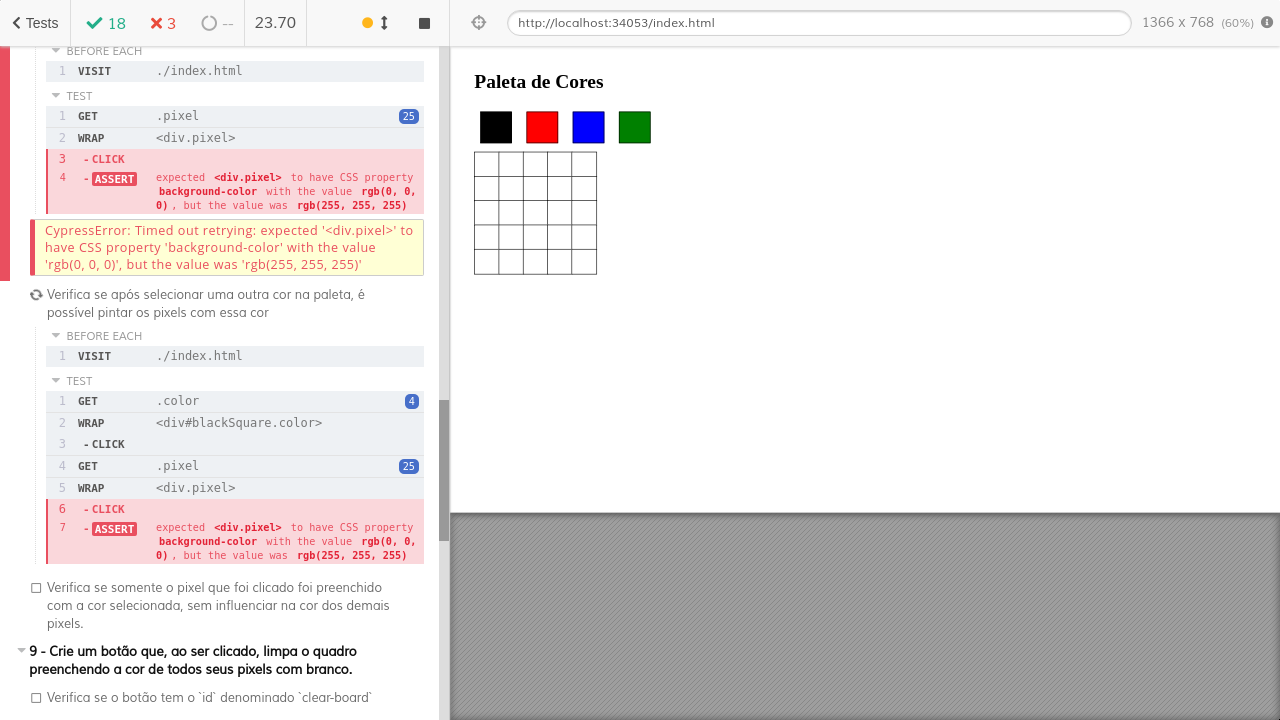 Tests
18
3
--
23.70
http://localhost:34053/index.html
1366 x 768 (60%)
BEFORE EACH
1 VISIT ./index.html
TEST
1 GET .pixel 25
2 WRAP <div.pixel>
3 - CLICK
4 - ASSERT expected <div.pixel> to have CSS property
background-color with the value rgb(0, 0,
0) , but the value was rgb(255, 255, 255)
CypressError: Timed out retrying: expected '<div.pixel>' to
have CSS property 'background-color' with the value
'rgb(0, 0, 0)', but the value was 'rgb(255, 255, 255)'
Verifica se após selecionar uma outra cor na paleta, é
possível pintar os pixels com essa cor
BEFORE EACH
1 VISIT ./index.html
TEST
1 GET .color 4
2 WRAP <div#blackSquare.color>
3 - CLICK
4 GET .pixel 25
5 WRAP <div.pixel>
6 - CLICK
7 - ASSERT expected <div.pixel> to have CSS property
background-color with the value rgb(0, 0,
0) , but the value was rgb(255, 255, 255)
Verifica se somente o pixel que foi clicado foi preenchido
com a cor selecionada, sem influenciar na cor dos demais
pixels.
9 - Crie um botão que, ao ser clicado, limpa o quadro
preenchendo a cor de todos seus pixels com branco.
Verifica se o botão tem o `id` denominado `clear-board`
Paleta de Cores